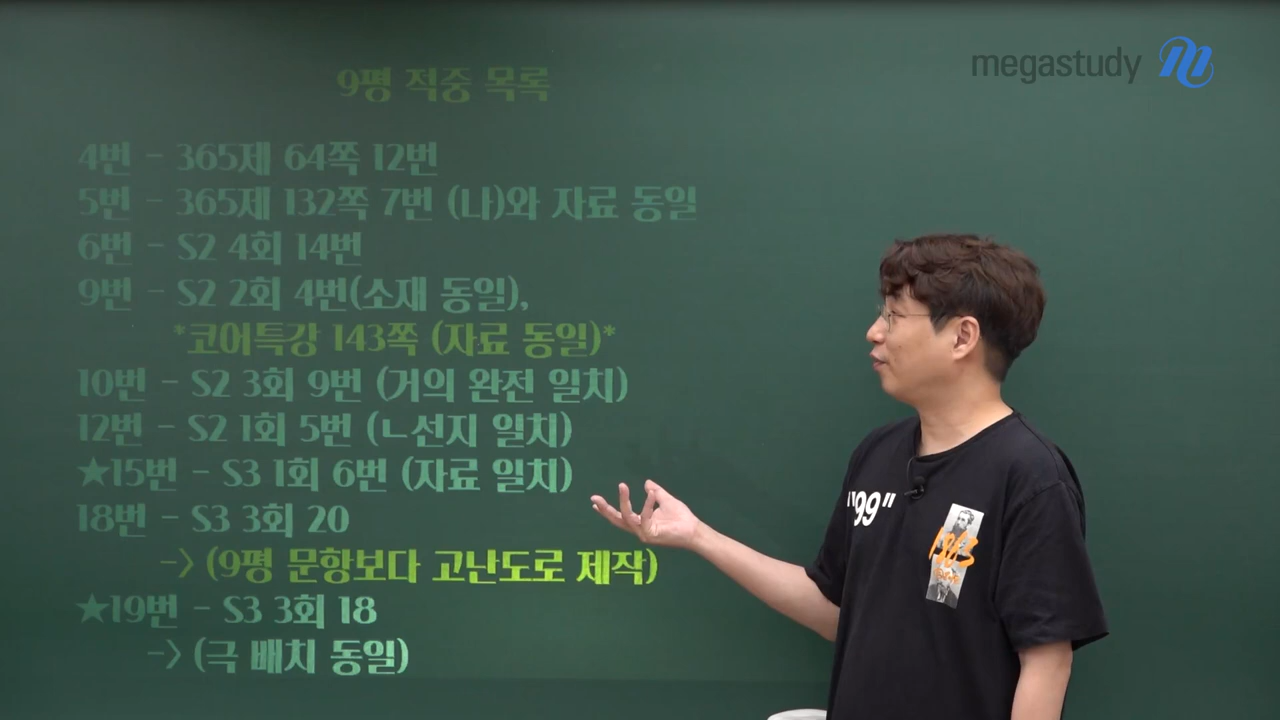 megastudy
9평 적중 목록
4번 - 365제 64쪽 12번
5번 - 365제 132쪽 7번 (나)와 자료 동일
6번 - S2 4회 14번
9번 - S2 2회 4번(소재 동일),
*코어특강 143쪽 (자료 동일)*
10번 - S2 3회 9번 (거의 완전 일치)
12번 - S2 1회 5번 (ㄴ선지 일치)
★15번 - S3 1회 6번 (자료 일치)
18번 - S3 3회 20
-> (9평 문항보다 고난도로 제작)
★19번 - S3 3회 18
-> (극 배치 동일)
"99"